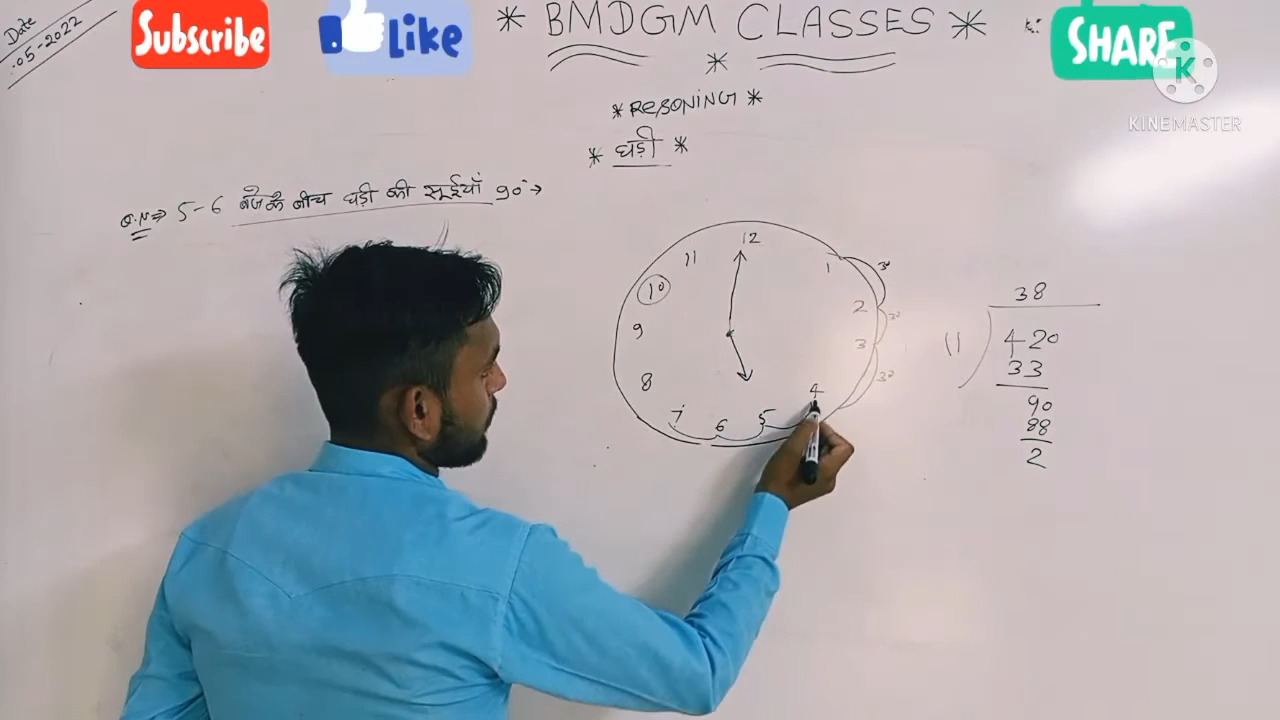 Date
.05-2022
Subscribe
Like
* BMDGM CLASSES *
*
SHARE
K
KINEMASTER
* REBONING *
* घड़ी *
Q.N⇒ 5-6 बजे के बीच घड़ी की सूईयाँ 90° →
12
11
1
10
2
9
3
8
4
7
6
5
38
11
420
33
90
88
2